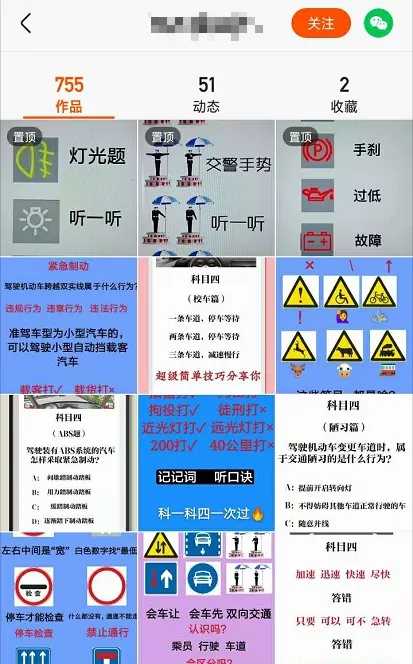 关注
755
51
2
作品
动态
收藏
置顶
灯光题
听一听
置顶
交警手势
听一听
置顶
手刹
过低
故障
紧急制动
驾驶机动车跨越双实线属于什么行为?
违规行为 违章行为 违法行为
准驾车型为小型汽车的,
可以驾驶小型自动挡载客
汽车
载客打✓ 载货打×
科目四
(校车篇)
一条车道,停车等待
两条车道,停车等待
三条车道,减速慢行
超级简单技巧分享你
科目四
(ABS题)
驾驶装有ABS系统的汽车
怎样采取紧急制动?
A: 间歇踏制动踏板
B: 用力踏制动踏板
C: 缓踏制动踏板
D: 逐渐踏下制动踏板
拘役打✓ 徒刑打×
近光灯打✓ 远光灯打×
200打✓ 40公里打×
记记词 听口诀
科一科四一次过
科目四
(陋习篇)
驾驶机动车变更车道时,属
于交通陋习的是什么行为?
A: 提前开启转向灯
B: 不得妨碍其他车道正常行驶的车
C: 随意并线
左右中间是"宽" 白色数字找"最低
检查
停车才能检查
停车检查
禁止通行
会车让 会车先 双向交通
认识吗?
乘员 行驶 车道
会区分吗?
科目四
加速 迅速 快速 尽快
答错
只要 可以 可不 急转
答错